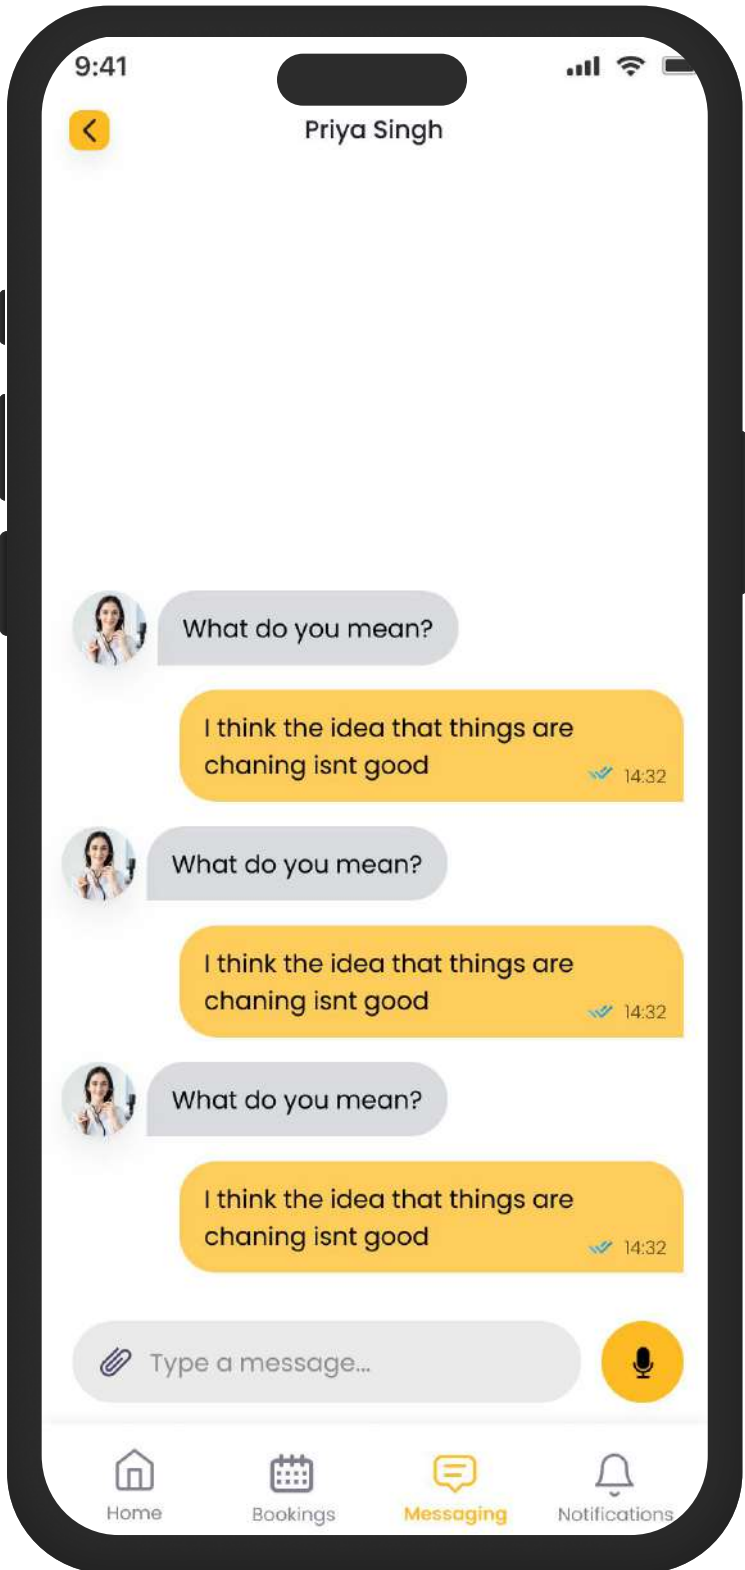 9:41
Priya Singh
What do you mean?
I think the idea that things are
chaning isnt good
14:32
What do you mean?
I think the idea that things are
chaning isnt good
14:32
What do you mean?
I think the idea that things are
chaning isnt good
14:32
Type a message...
Home
Bookings
Messaging
Notifications